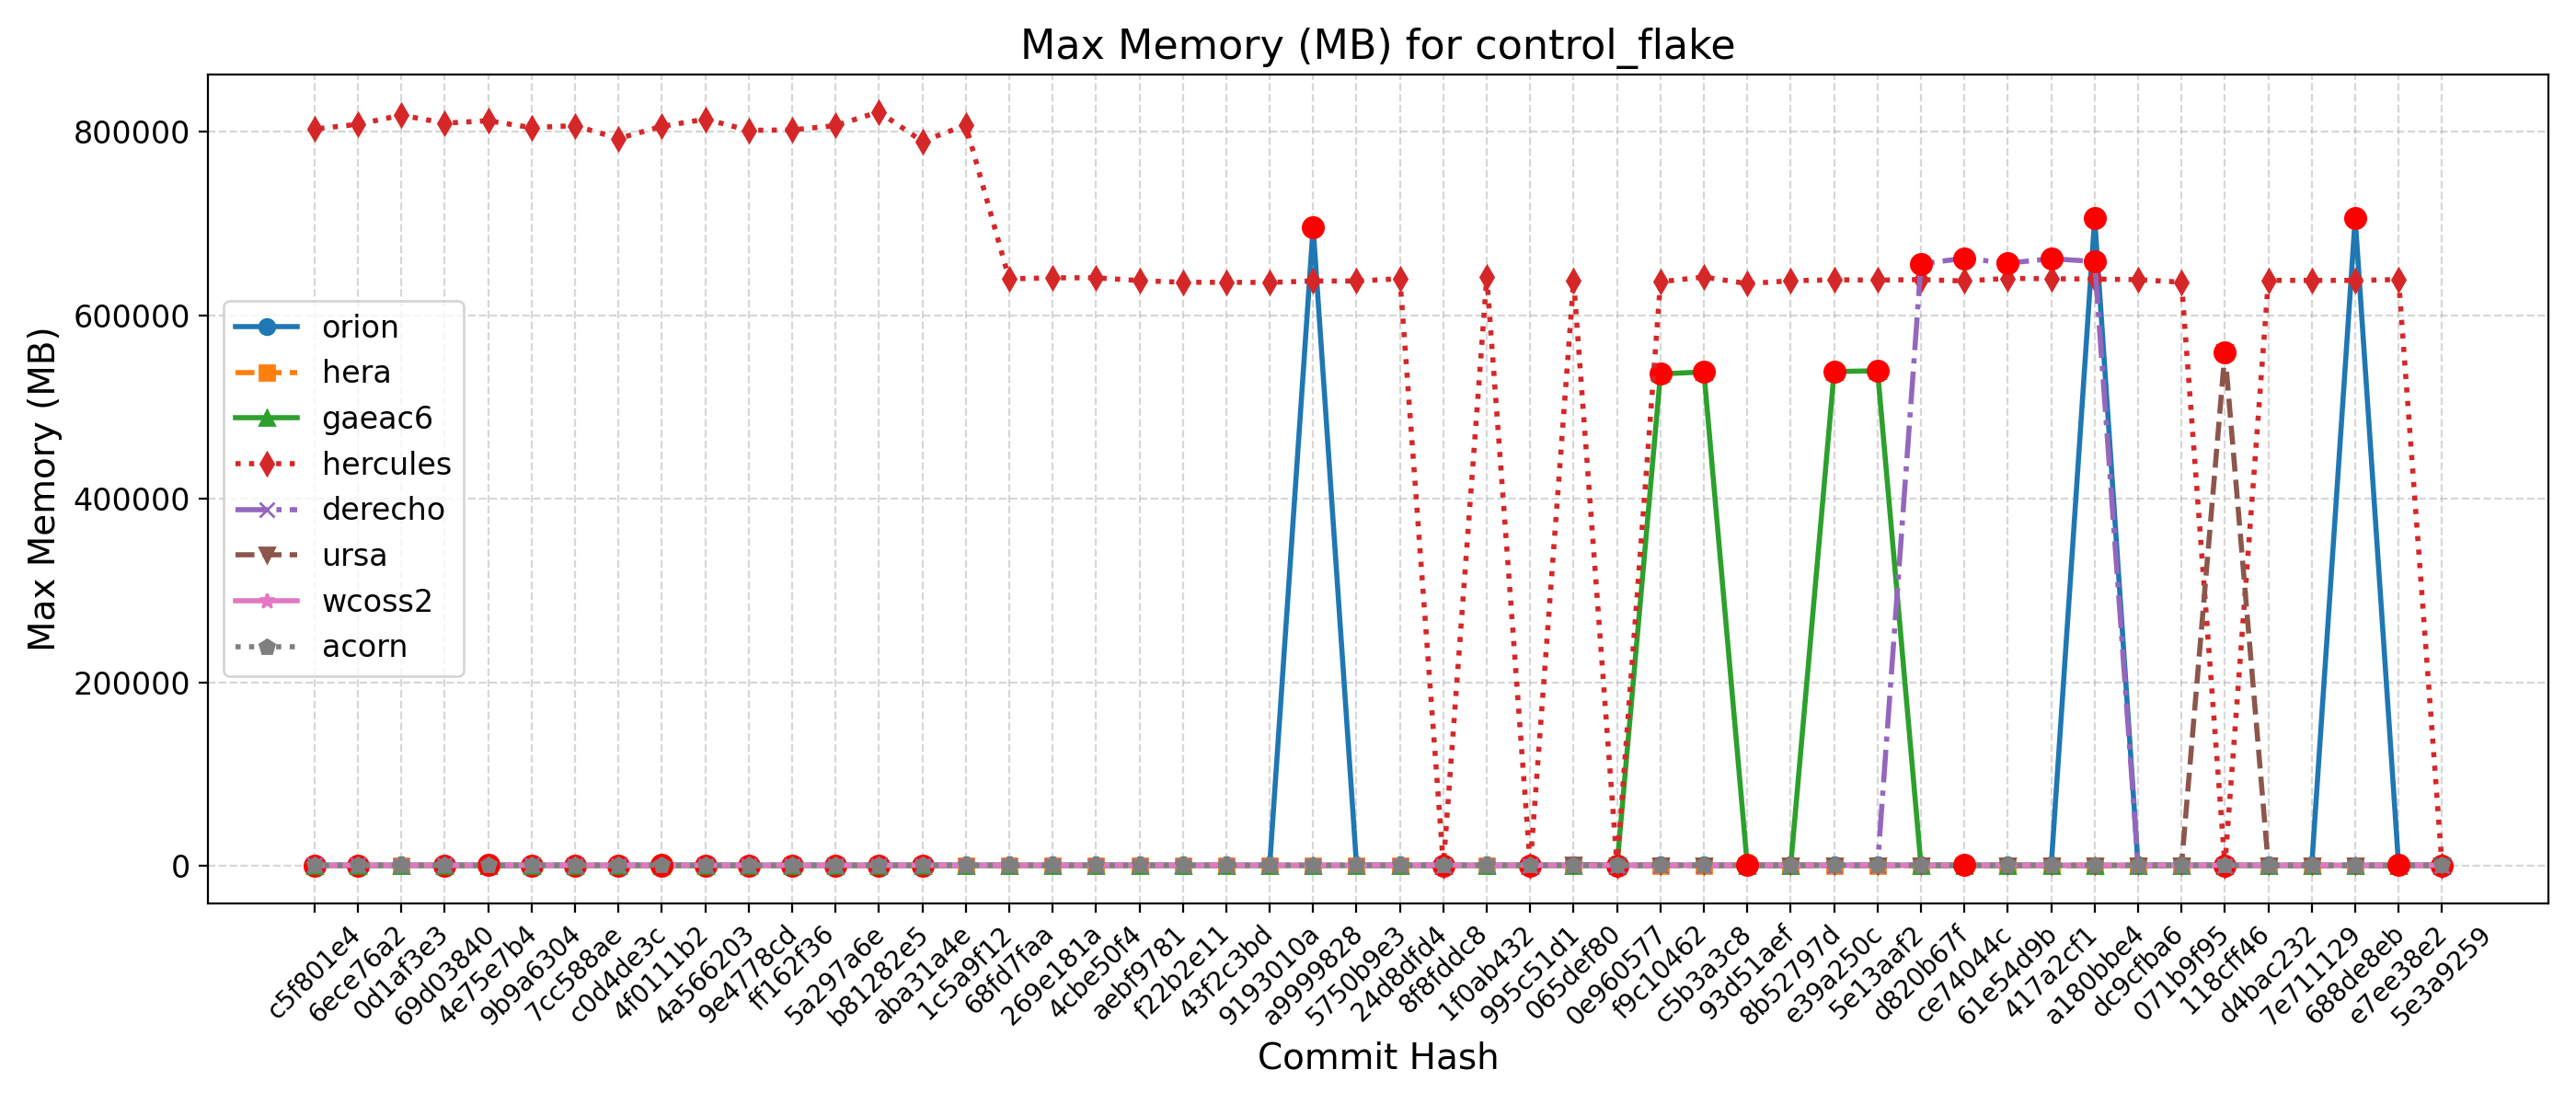 Max Memory (MB) for control_flake
Max Memory (MB)
800000
600000
400000
200000
0
orion
hera
gaeac6
hercules
derecho
ursa
wcoss2
acorn
c5f801e4
6ece76a2
0d1af3e3
69d03840
4e75e7b4
9b9a6304
7cc588ae
c0d4de3c
4f0111b2
4a566203
9e4778cd
ff162f36
5a297a6e
b81282e5
aba31a4e
1c5a9f12
68fd7faa
269e181a
4cbe50f4
aebf9781
f22b2e11
43f2c3bd
9193010a
a9999828
5750b9e3
24d8dfd4
8f8fddc8
1f0ab432
995c51d1
065def80
0e960577
f9c10462
c5b3a3c8
93d51aef
8b52797d
e39a250c
5e13aaf2
d820b67f
ce74044c
61e54d9b
417a2cf1
a180bbe4
dc9cfba6
071b9f95
118cff46
d4bac232
7e711129
688de8eb
e7ee38e2
5e3a9259
Commit Hash